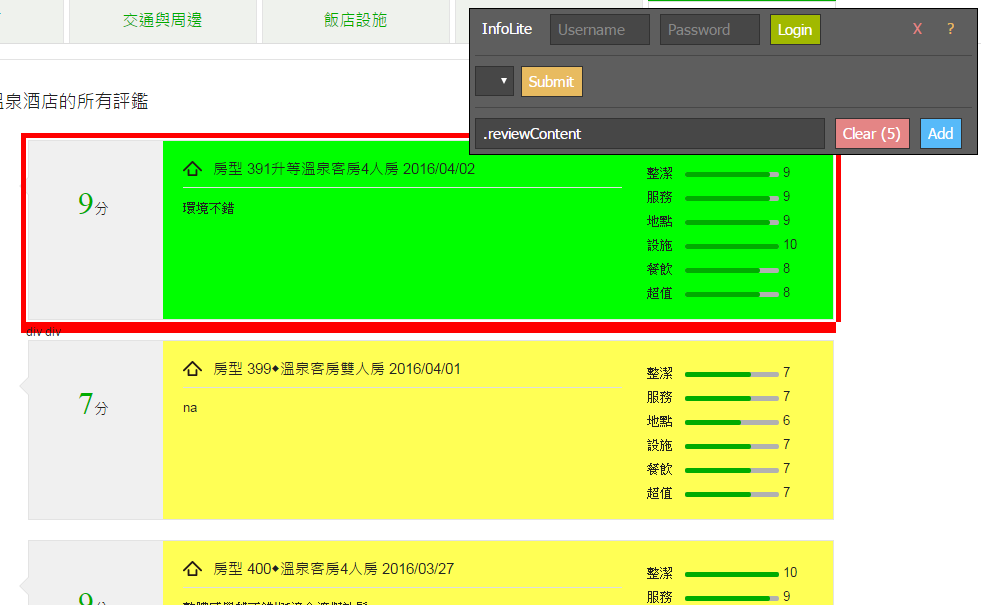 交通與周邊
飯店設施
InfoLite
Username
Password
Login
X
?
Submit
.reviewContent
Clear (5)
Add
溫泉酒店的所有評鑑
9分
房型 391升等溫泉客房4人房 2016/04/02
環境不錯
整潔 9
服務 9
地點 9
設施 10
餐飲 8
超值 8
div div
7分
房型 399◆溫泉客房雙人房 2016/04/01
na
整潔 7
服務 7
地點 6
設施 7
餐飲 7
超值 7
9分
房型 400◆溫泉客房4人房 2016/03/27
整潔 10
服務 9